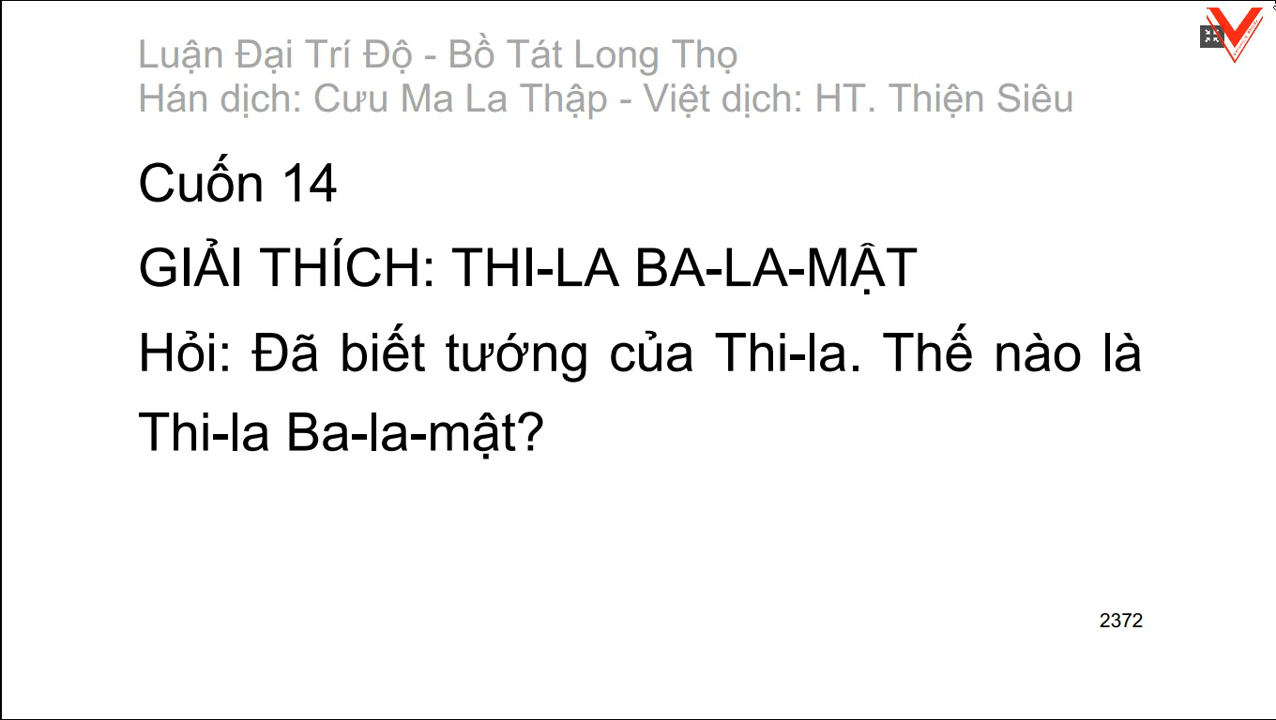 Luận Đại Trí Độ - Bồ Tát Long Thọ
Hán dịch: Cưu Ma La Thập - Việt dịch: HT. Thiện Siêu
Cuốn 14
GIẢI THÍCH: THI-LA BA-LA-MẬT
Hỏi: Đã biết tướng của Thi-la. Thế nào là
Thi-la Ba-la-mật?
2372